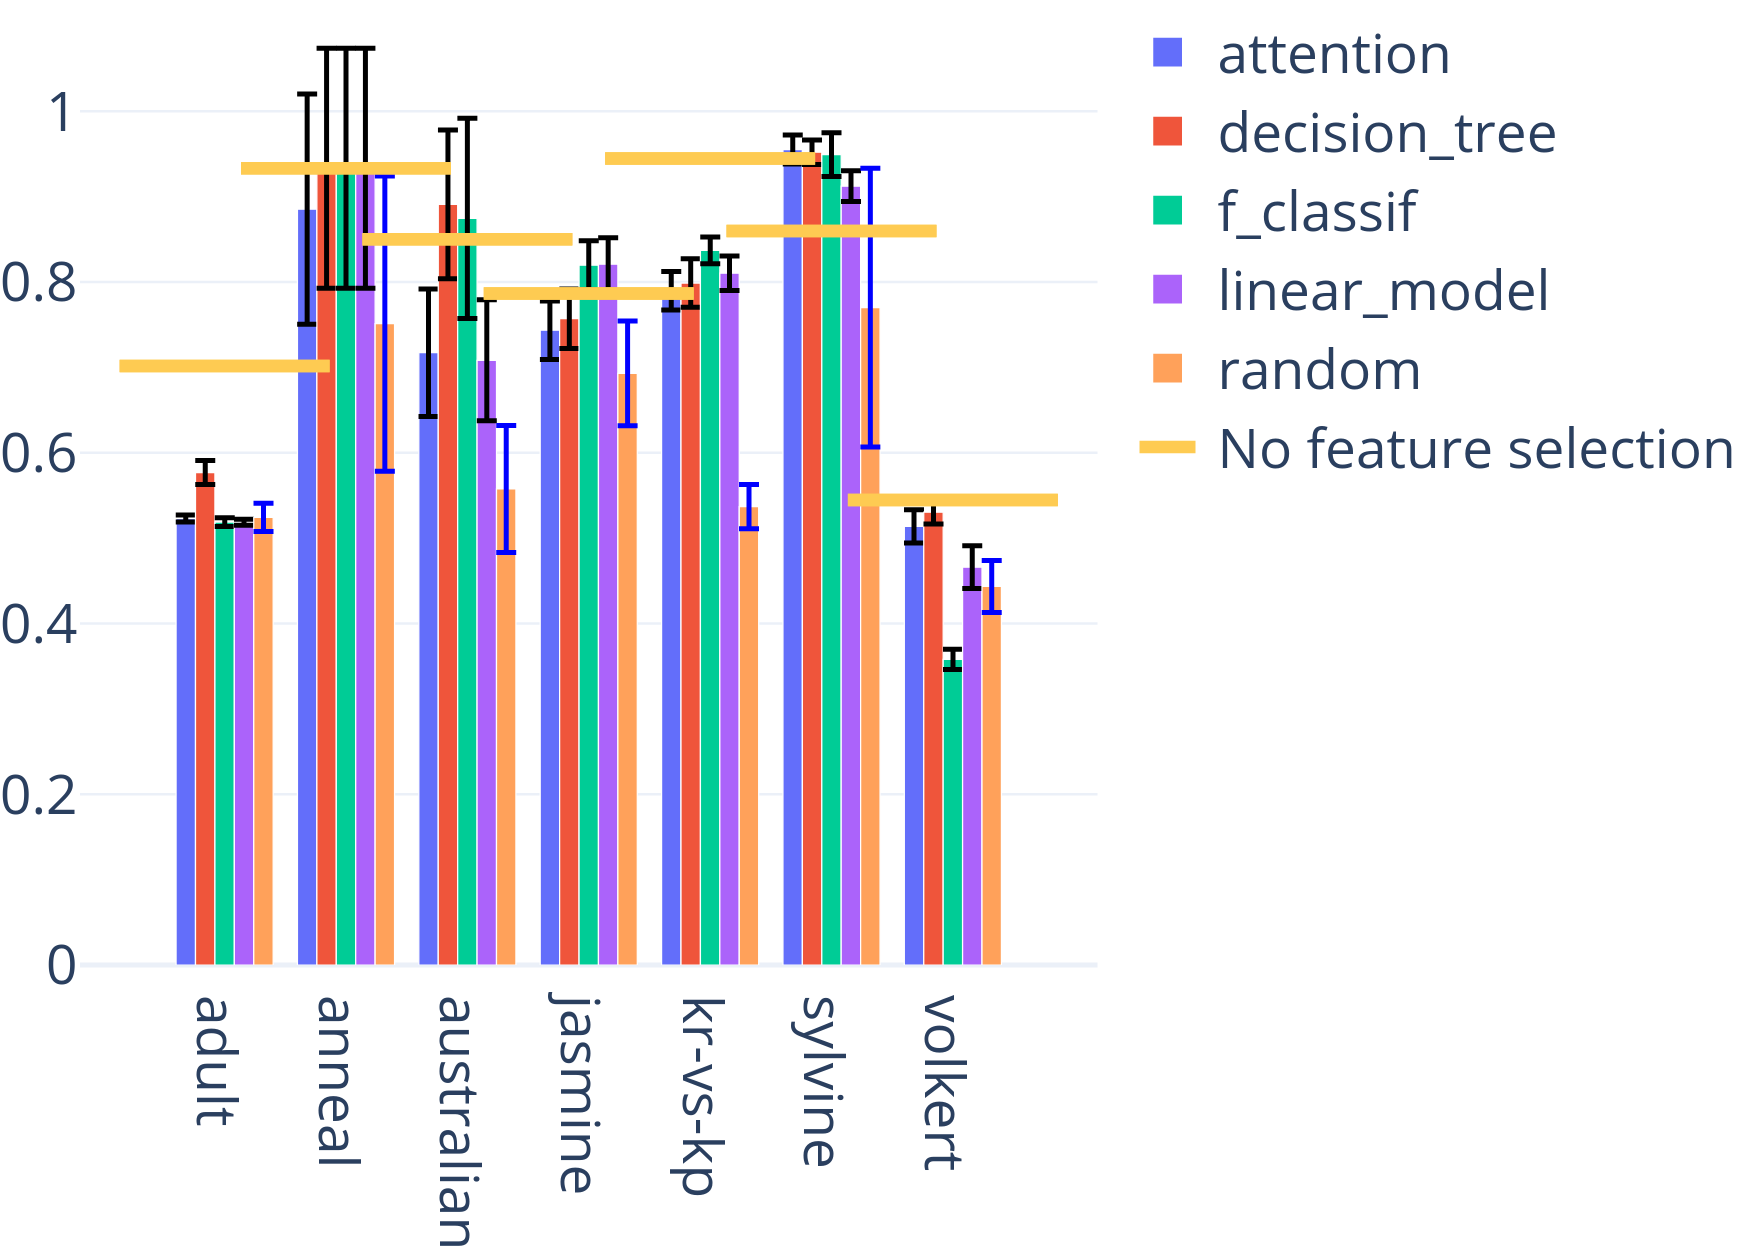 1
0.8
0.6
0.4
0.2
0
adult
anneal
australian
jasmine
kr-vs-kp
sylvine
volkert
attention
decision_tree
f_classif
linear_model
random
No feature selection